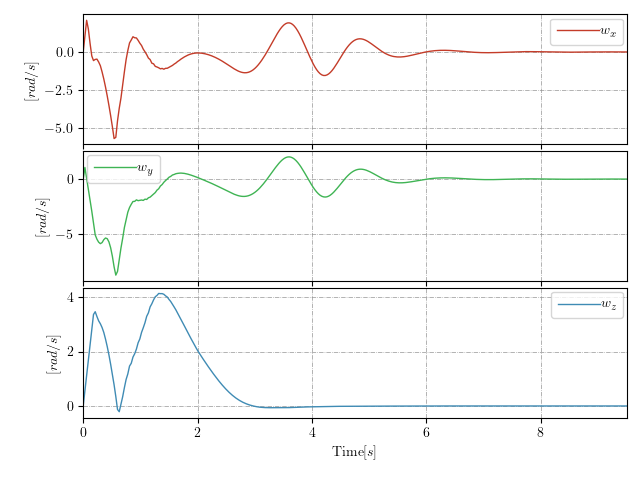 w_x
0.0
−2.5
−5.0
[rad/s]
w_y
0
−5
[rad/s]
w_z
4
2
0
[rad/s]
0 2 4 6 8
Time[s]